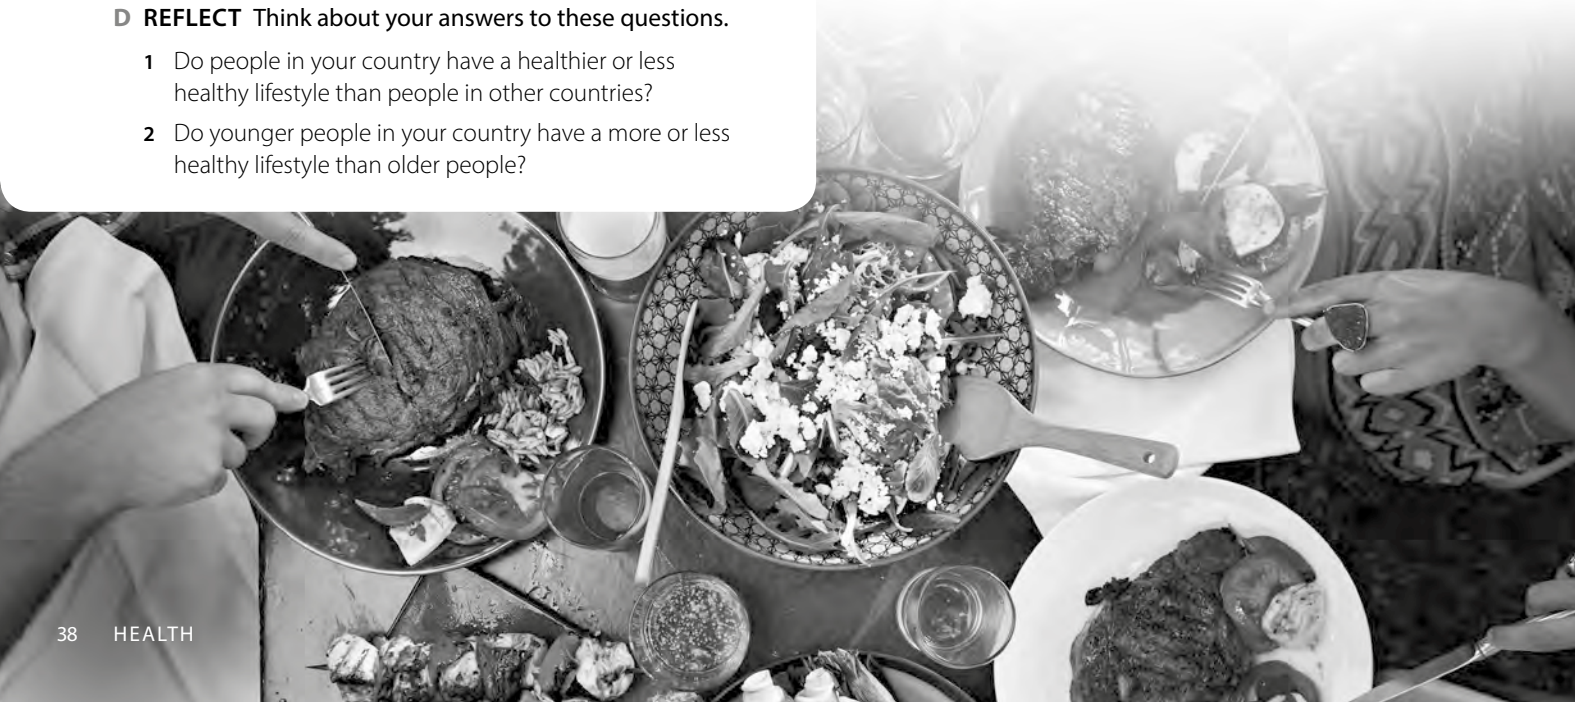 D REFLECT Think about your answers to these questions.
1 Do people in your country have a healthier or less
healthy lifestyle than people in other countries?
2 Do younger people in your country have a more or less
healthy lifestyle than older people?
38 HEALTH